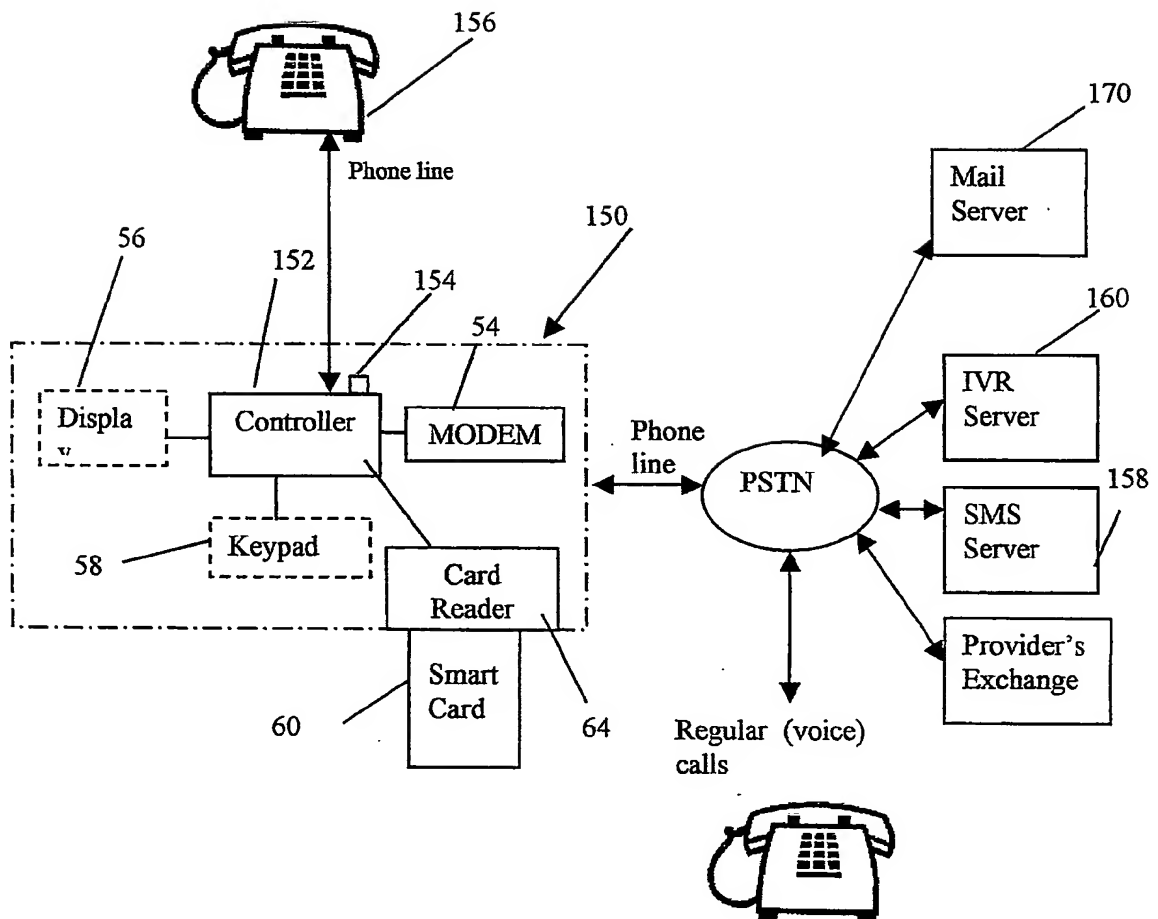 156
170
Phone line
Mail
Server
56
152
150
154
54
160
IVR
Server
Displa
y
Controller
MODEM
Phone
line
PSTN
158
SMS
Server
58
Keypad
Card
Reader
Provider's
Exchange
Smart
Card
60
64
Regular (voice)
calls